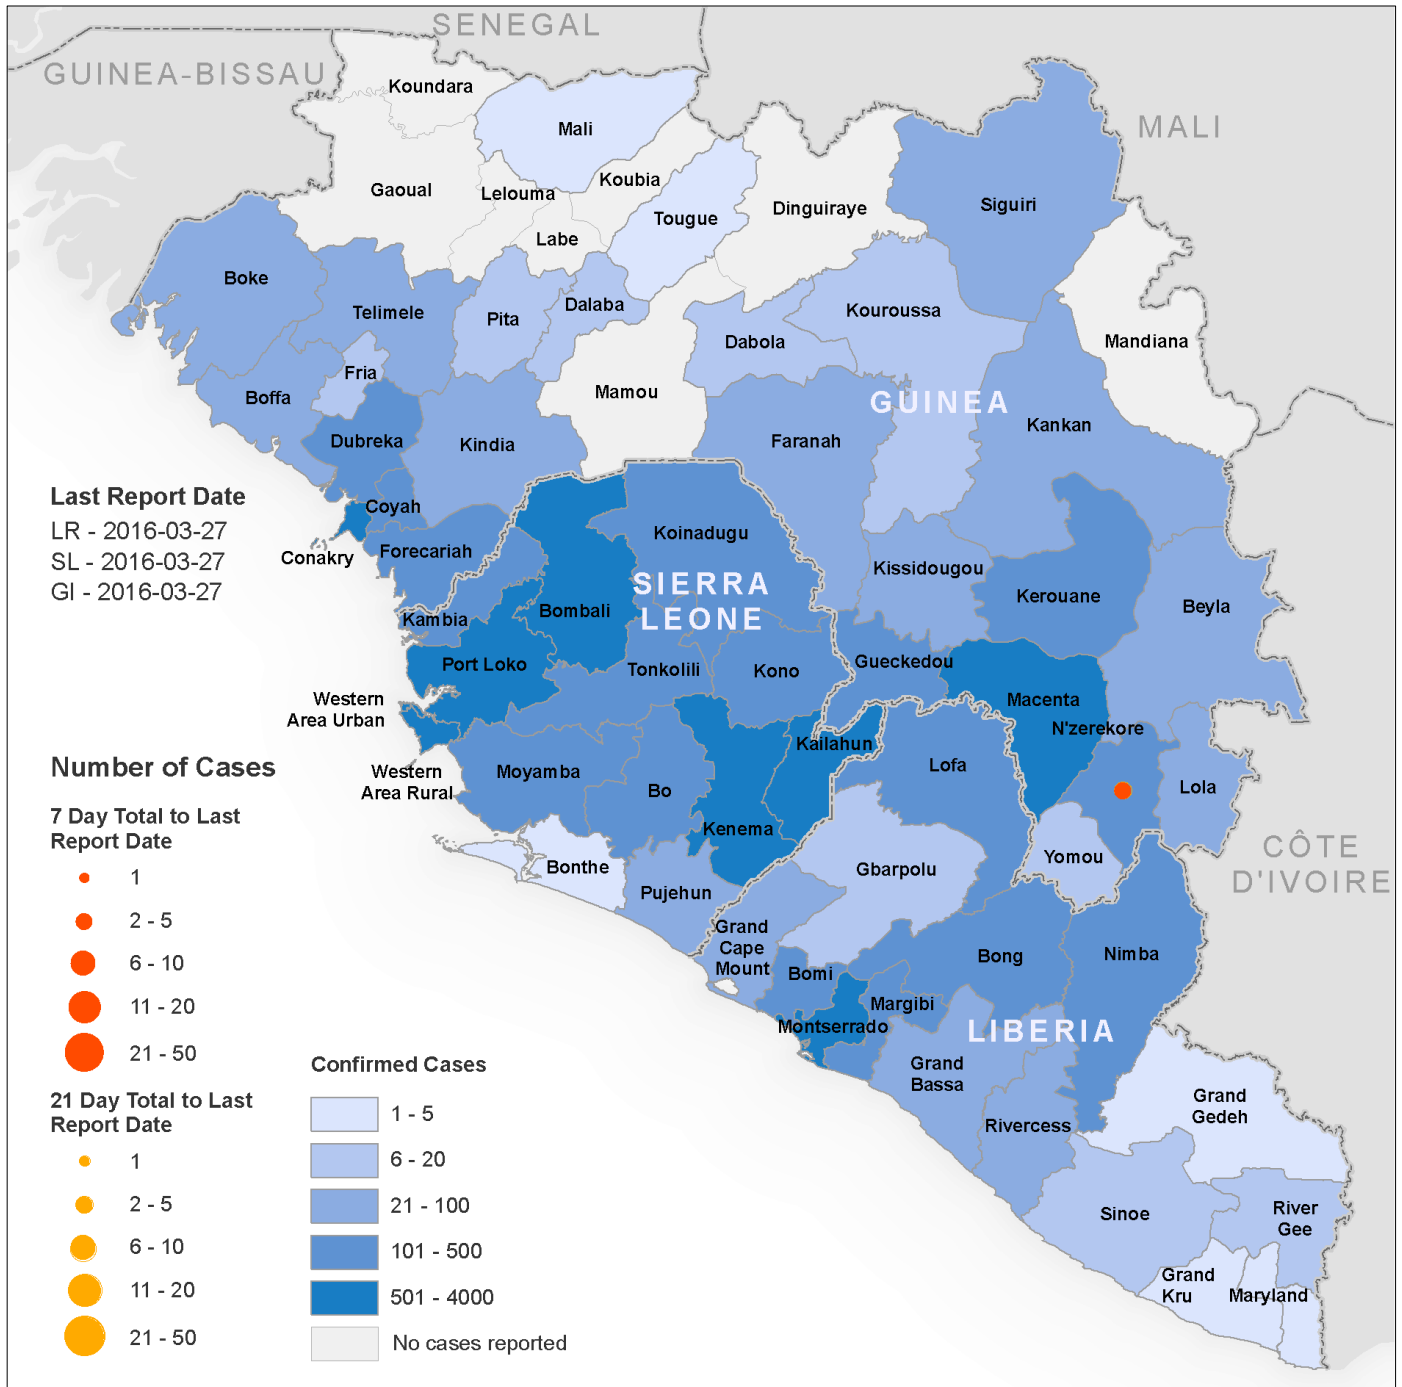 SENEGAL
GUINEA-BISSAU
Koundara
MALI
Mali
Gaoual
Lelouma
Koubia
Tougue
Dinguiraye
Siguiri
Labe
Boke
Telimele
Pita
Dalaba
Dabola
Kouroussa
Mandiana
Fria
Boffa
Mamou
GUINEA
Kankan
Dubreka
Kindia
Faranah
Last Report Date
LR - 2016-03-27
SL - 2016-03-27
GI - 2016-03-27
Coyah
Conakry
Forecariah
Koinadugu
SIERRA
LEONE
Kissidougou
Kerouane
Beyla
Kambia
Bombali
Port Loko
Tonkolili
Kono
Gueckedou
Macenta
N'zerekore
Western
Area Urban
Western
Area Rural
Moyamba
Bo
Kailahun
Lofa
Lola
Kenema
Bonthe
Pujehun
Gbarpolu
Yomou
CÔTE
D'IVOIRE
Grand
Cape
Mount
Bomi
Bong
Nimba
Margibi
Montserrado
LIBERIA
Grand
Bassa
Rivercess
Grand
Gedeh
Sinoe
River
Gee
Grand
Kru
Maryland
Number of Cases
7 Day Total to Last
Report Date
1
2 - 5
6 - 10
11 - 20
21 - 50
21 Day Total to Last
Report Date
1
2 - 5
6 - 10
11 - 20
21 - 50
Confirmed Cases
1 - 5
6 - 20
21 - 100
101 - 500
501 - 4000
No cases reported